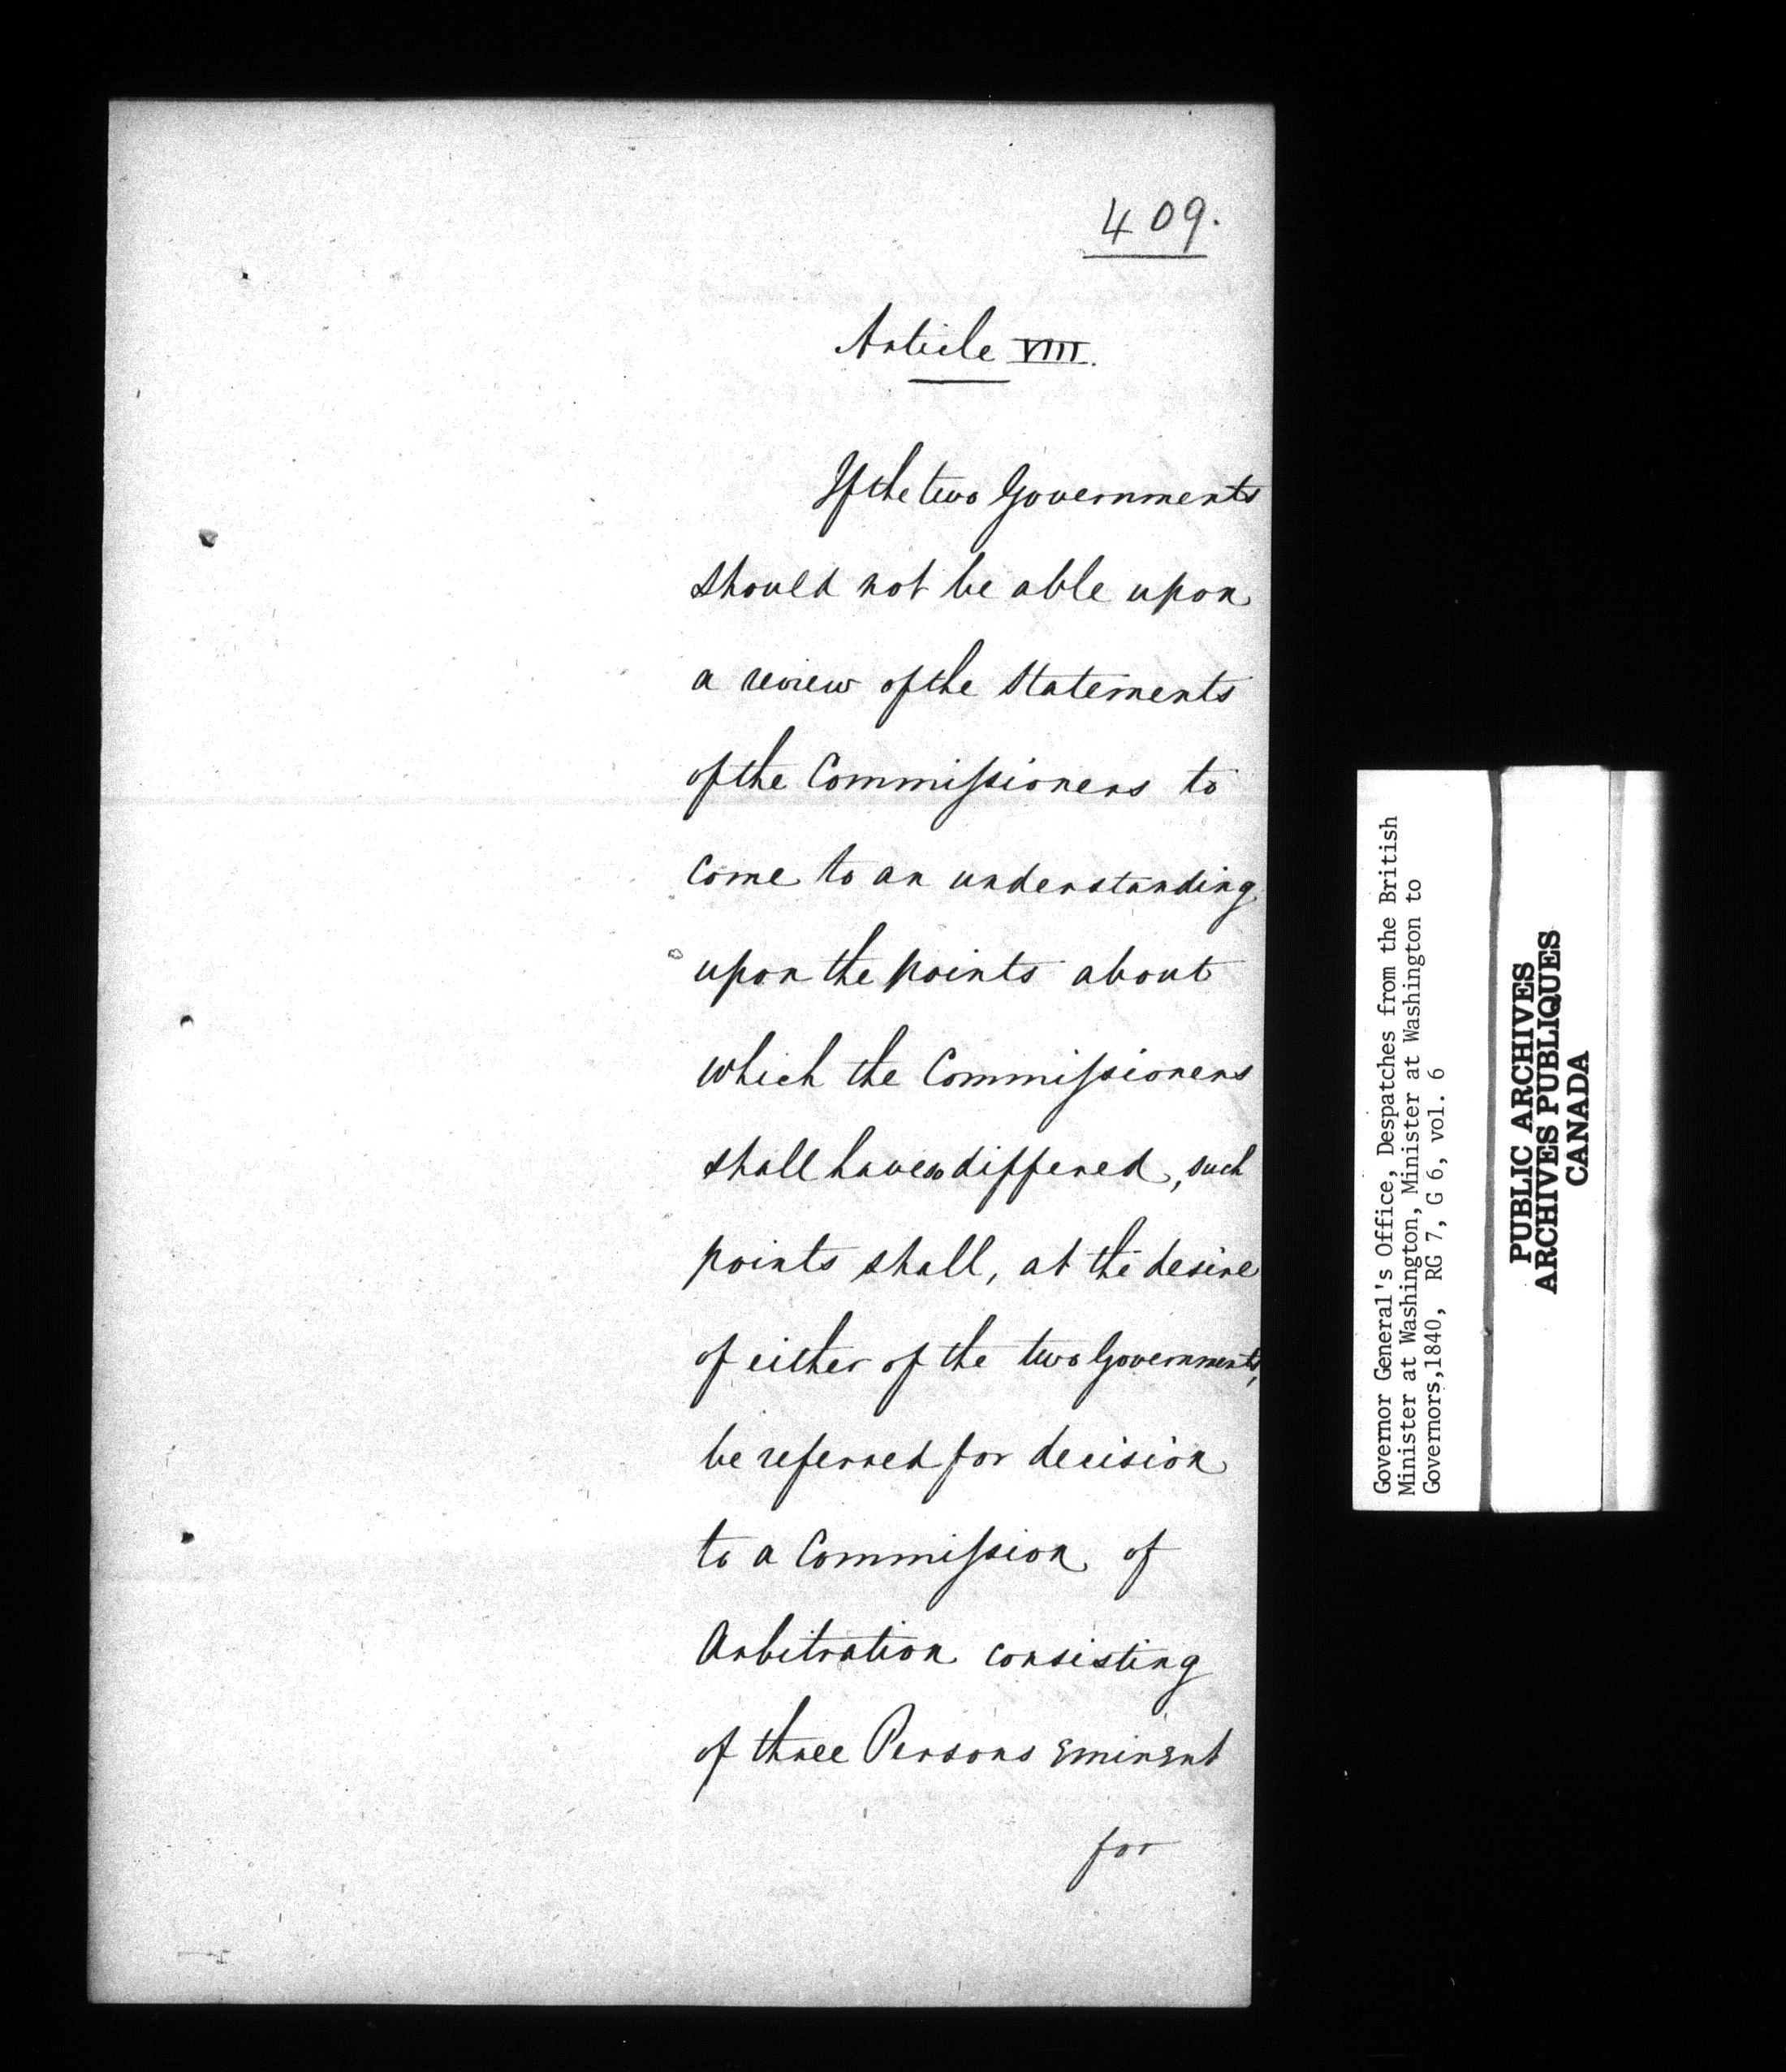 409.
Article VIII.
If the two Governments
should not be able upon
a review of the Statements
of the Commissioners to
come to an understanding
upon the points about
which the Commissioners
shall have so differed, such
points shall, at the desire
of either of the two Governments,
be referred for decision
to a Commission of
Arbitration consisting
of three Persons eminent
for
Governor General's Office, Despatches from the British
Minister at Washington, Minister at Washington to
Governors,1840, RG 7, G 6, vol. 6
PUBLIC ARCHIVES
ARCHIVES PUBLIQUES
CANADA